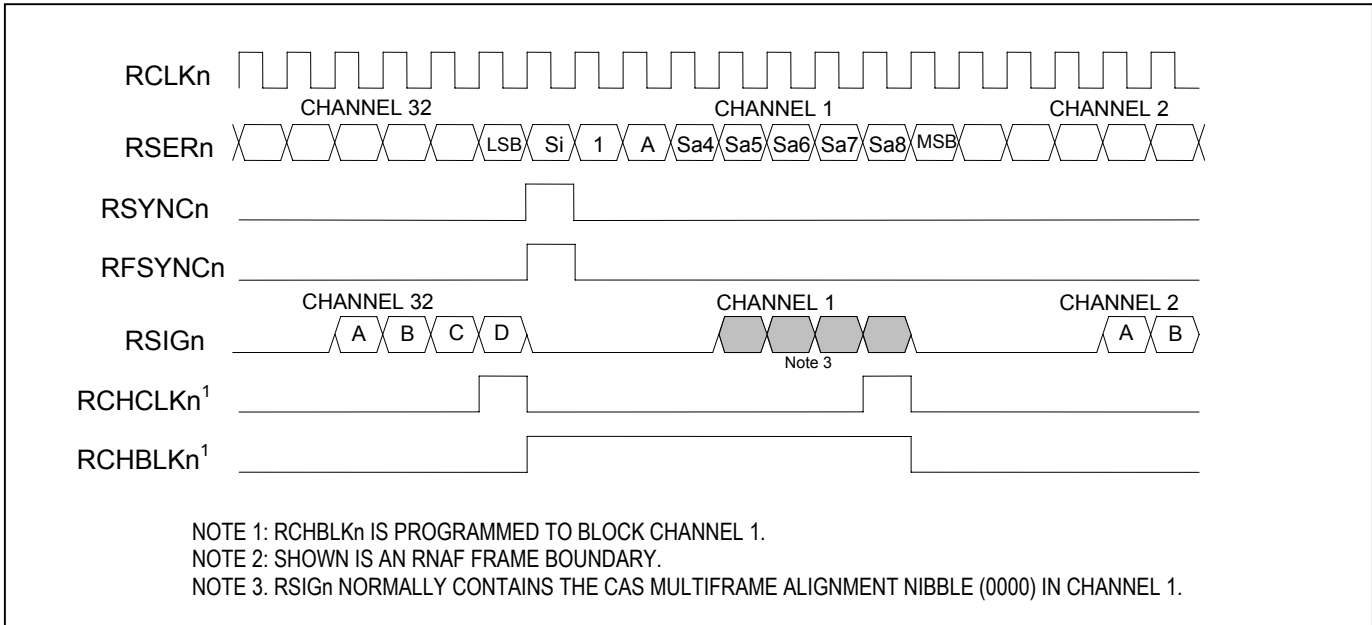 RCLKn
CHANNEL 32 CHANNEL 1 CHANNEL 2
RSERn LSB Si 1 A Sa4 Sa5 Sa6 Sa7 Sa8 MSB
RSYNCn
RFSYNCn
CHANNEL 32 CHANNEL 1 CHANNEL 2
RSIGn A B C D A B
Note 3
RCHCLKn1
RCHBLKn1
NOTE 1: RCHBLKn IS PROGRAMMED TO BLOCK CHANNEL 1.
NOTE 2: SHOWN IS AN RNAF FRAME BOUNDARY.
NOTE 3. RSIGn NORMALLY CONTAINS THE CAS MULTIFRAME ALIGNMENT NIBBLE (0000) IN CHANNEL 1.